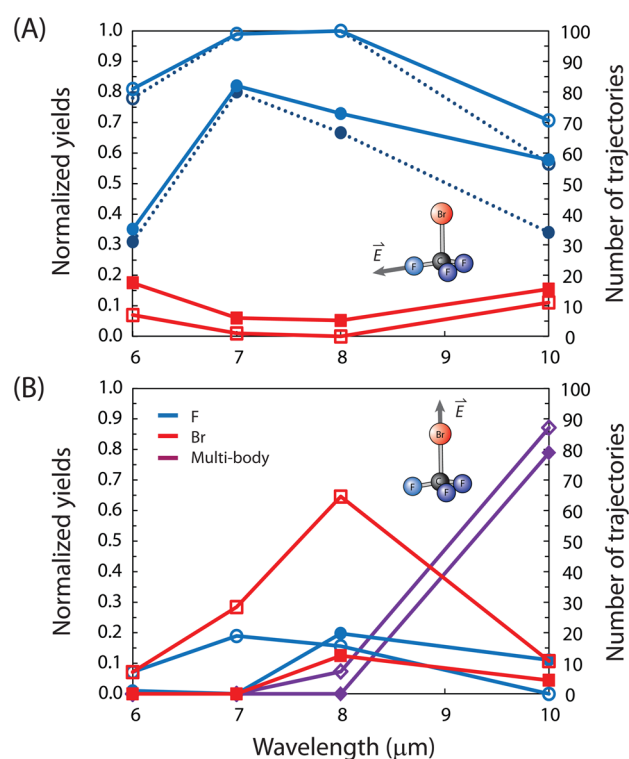 (A)
1.0
0.9
0.8
0.7
0.6
0.5
0.4
0.3
0.2
0.1
0.0
Normalized yields
100
90
80
70
60
50
40
30
20
10
0
Number of trajectories
Br
E
F
C
F
F
6
7
8
9
10
(B)
1.0
0.9
0.8
0.7
0.6
0.5
0.4
0.3
0.2
0.1
0.0
Normalized yields
F
Br
Multi-body
E
Br
F
C
F
F
100
90
80
70
60
50
40
30
20
10
0
Number of trajectories
6
7
8
9
10
Wavelength (μm)